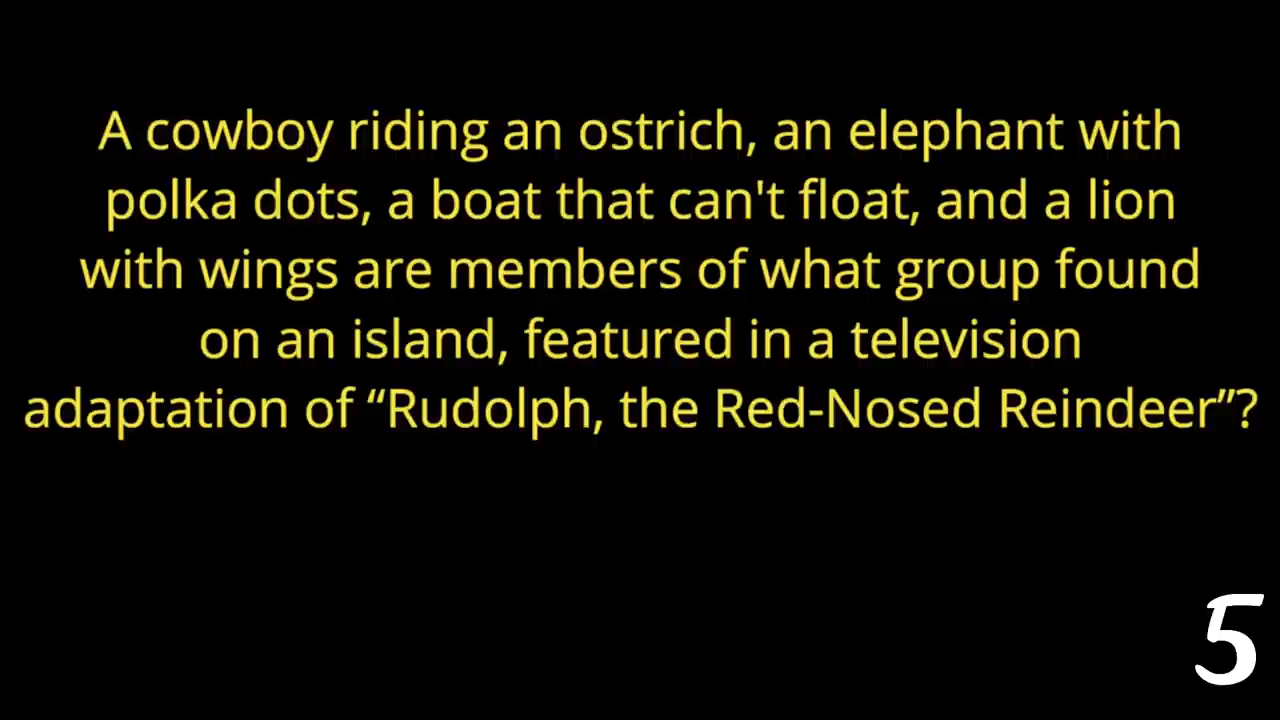 A cowboy riding an ostrich, an elephant with
polka dots, a boat that can't float, and a lion
with wings are members of what group found
on an island, featured in a television
adaptation of “Rudolph, the Red-Nosed Reindeer”?
5